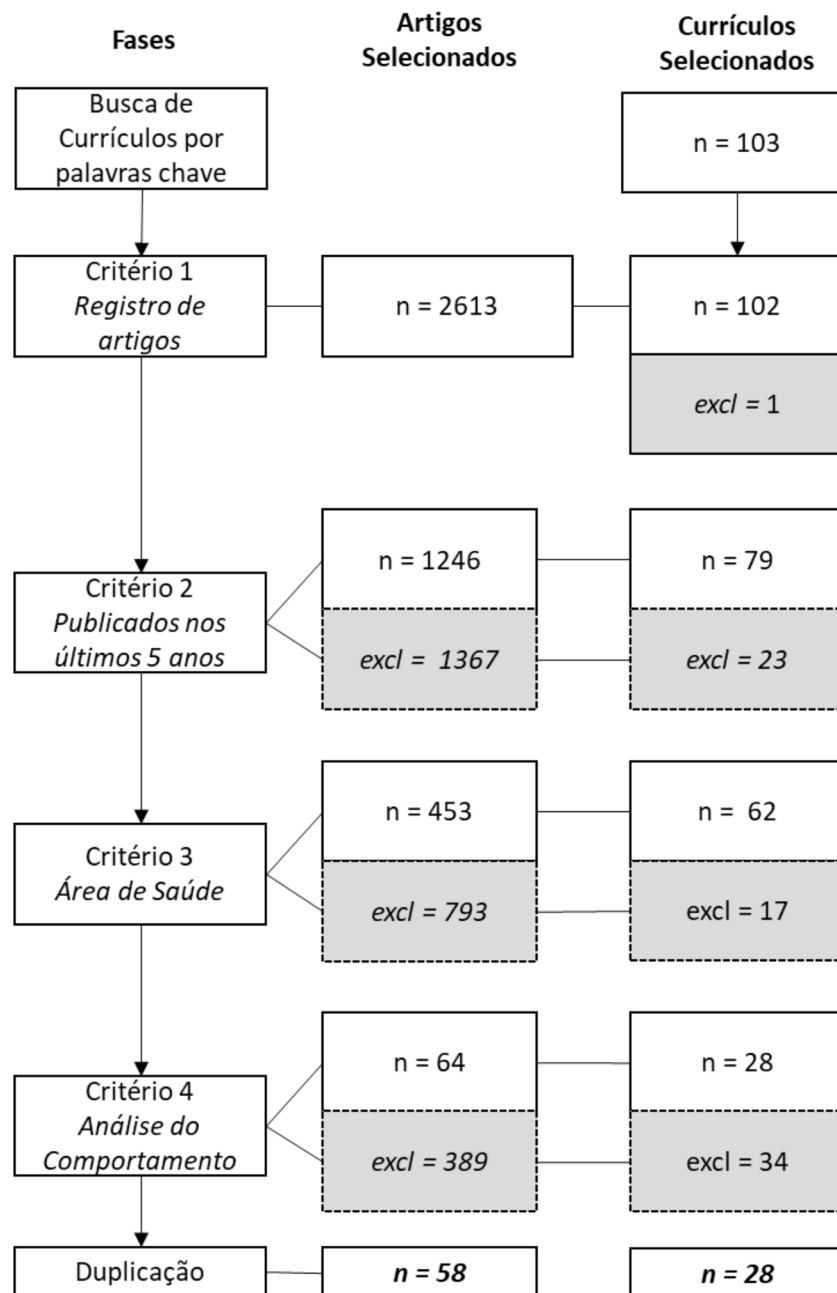 Fases
Artigos
Selecionados
Currículos
Selecionados
Busca de
Currículos por
palavras chave
n = 103
Critério 1
Registro de
artigos
n = 2613
n = 102
excl = 1
Critério 2
Publicados nos
últimos 5 anos
n = 1246
n = 79
excl = 1367
excl = 23
Critério 3
Área de Saúde
n = 453
n = 62
excl = 793
excl = 17
Critério 4
Análise do
Comportamento
n = 64
n = 28
excl = 389
excl = 34
Duplicação
n = 58
n = 28